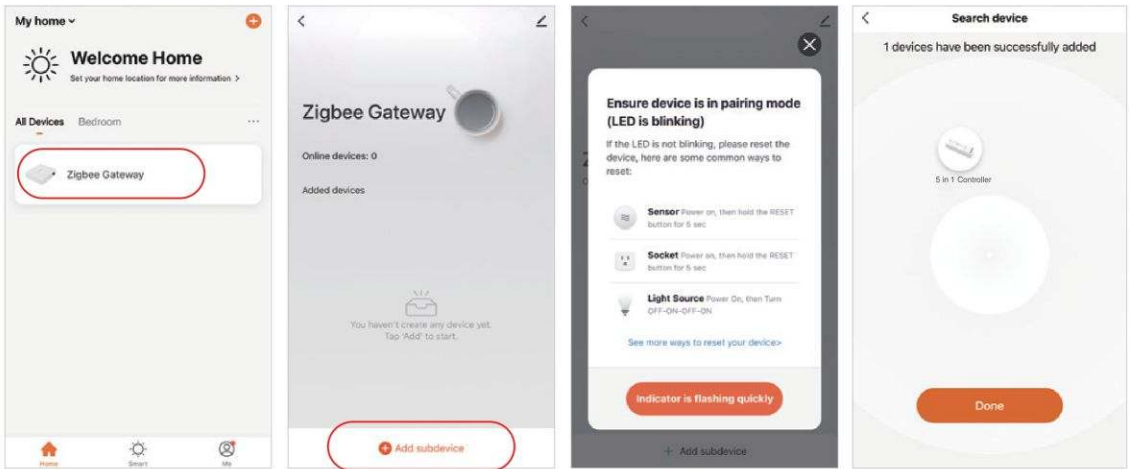 My home
Welcome Home
Set your home location for more information >
All Devices Bedroom ...
Zigbee Gateway
Home Smart Me
Zigbee Gateway
Online devices: 0
Added devices
You haven't create any device yet.
Tap 'Add' to start.
Add subdevice
Ensure device is in pairing mode
(LED is blinking)
If the LED is not blinking, please reset the
device, here are some common ways to
reset:
Sensor Power on, then hold the RESET
button for 5 sec
Socket Power on, then hold the RESET
button for 5 sec
Light Source Power On, then Turn
OFF-ON-OFF-ON
See more ways to reset your device>
Indicator is flashing quickly
+ Add subdevice
Search device
1 devices have been successfully added
5 in 1 Controller
Done